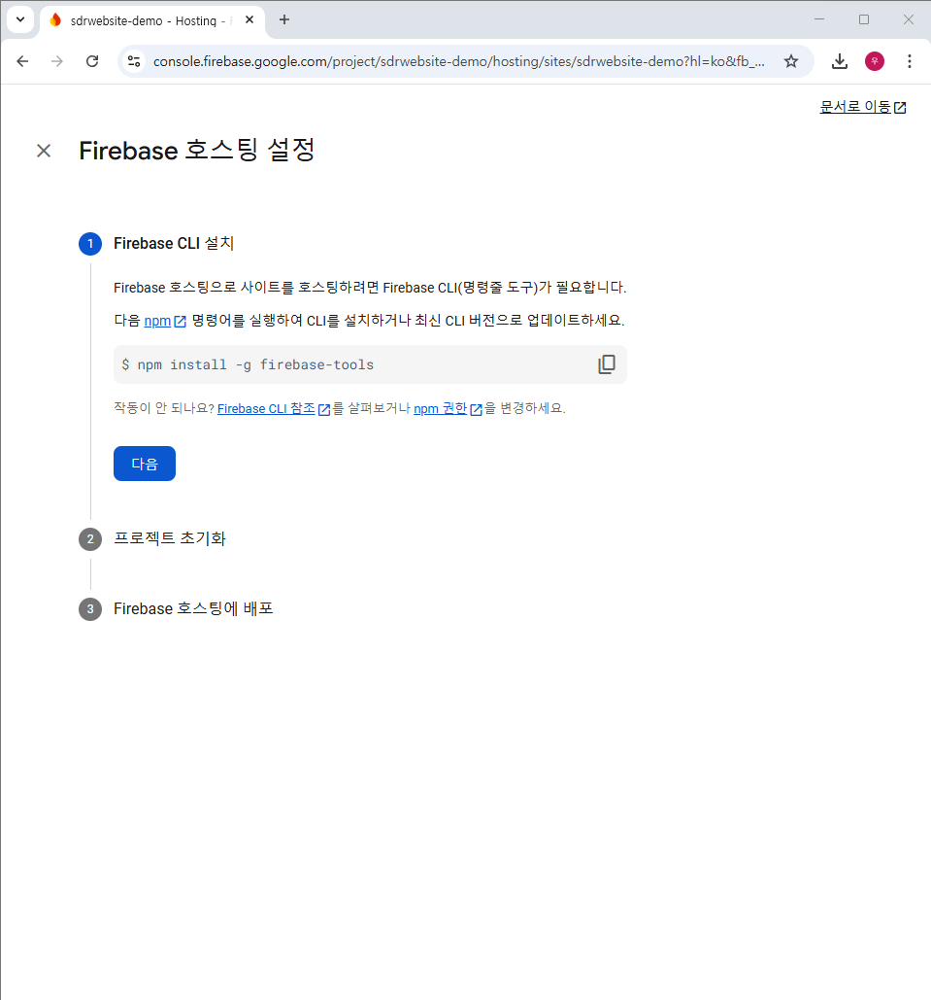 sdrwebsite-demo - Hosting -
console.firebase.google.com/project/sdrwebsite-demo/hosting/sites/sdrwebsite-demo?hl=ko&fb_...
우
문서로 이동
Firebase 호스팅 설정
1 Firebase CLI 설치
Firebase 호스팅으로 사이트를 호스팅하려면 Firebase CLI(명령줄 도구)가 필요합니다.
다음 npm 명령어를 실행하여 CLI를 설치하거나 최신 CLI 버전으로 업데이트하세요.
$ npm install -g firebase-tools
작동이 안 되나요? Firebase CLI 참조를 살펴보거나 npm 권한을 변경하세요.
다음
2 프로젝트 초기화
3 Firebase 호스팅에 배포